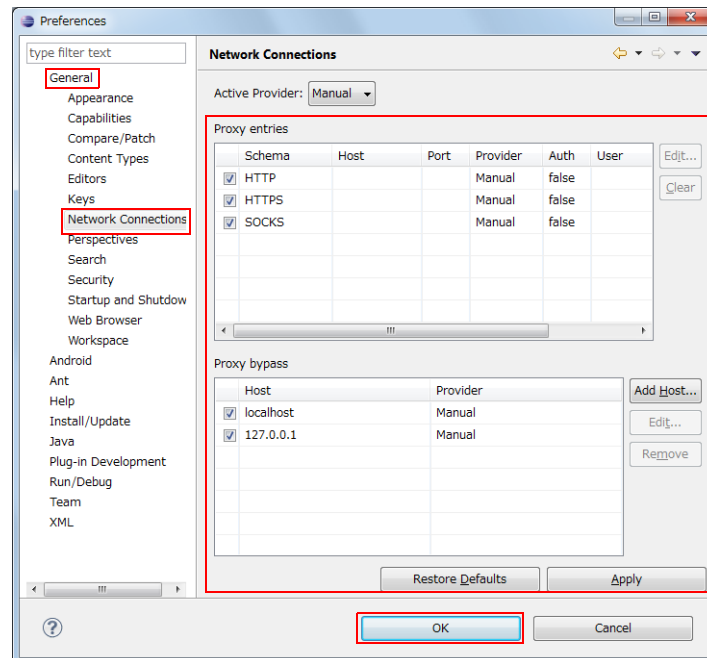 Preferences
type filter text
General
Appearance
Capabilities
Compare/Patch
Content Types
Editors
Keys
Network Connections
Perspectives
Search
Security
Startup and Shutdow
Web Browser
Workspace
Android
Ant
Help
Install/Update
Java
Plug-in Development
Run/Debug
Team
XML
Network Connections
Active Provider: Manual
Proxy entries
Schema Host Port Provider Auth User
HTTP Manual false
HTTPS Manual false
SOCKS Manual false
Edit...
Clear
Proxy bypass
Host Provider
localhost Manual
127.0.0.1 Manual
Add Host...
Edit...
Remove
Restore Defaults Apply
OK Cancel